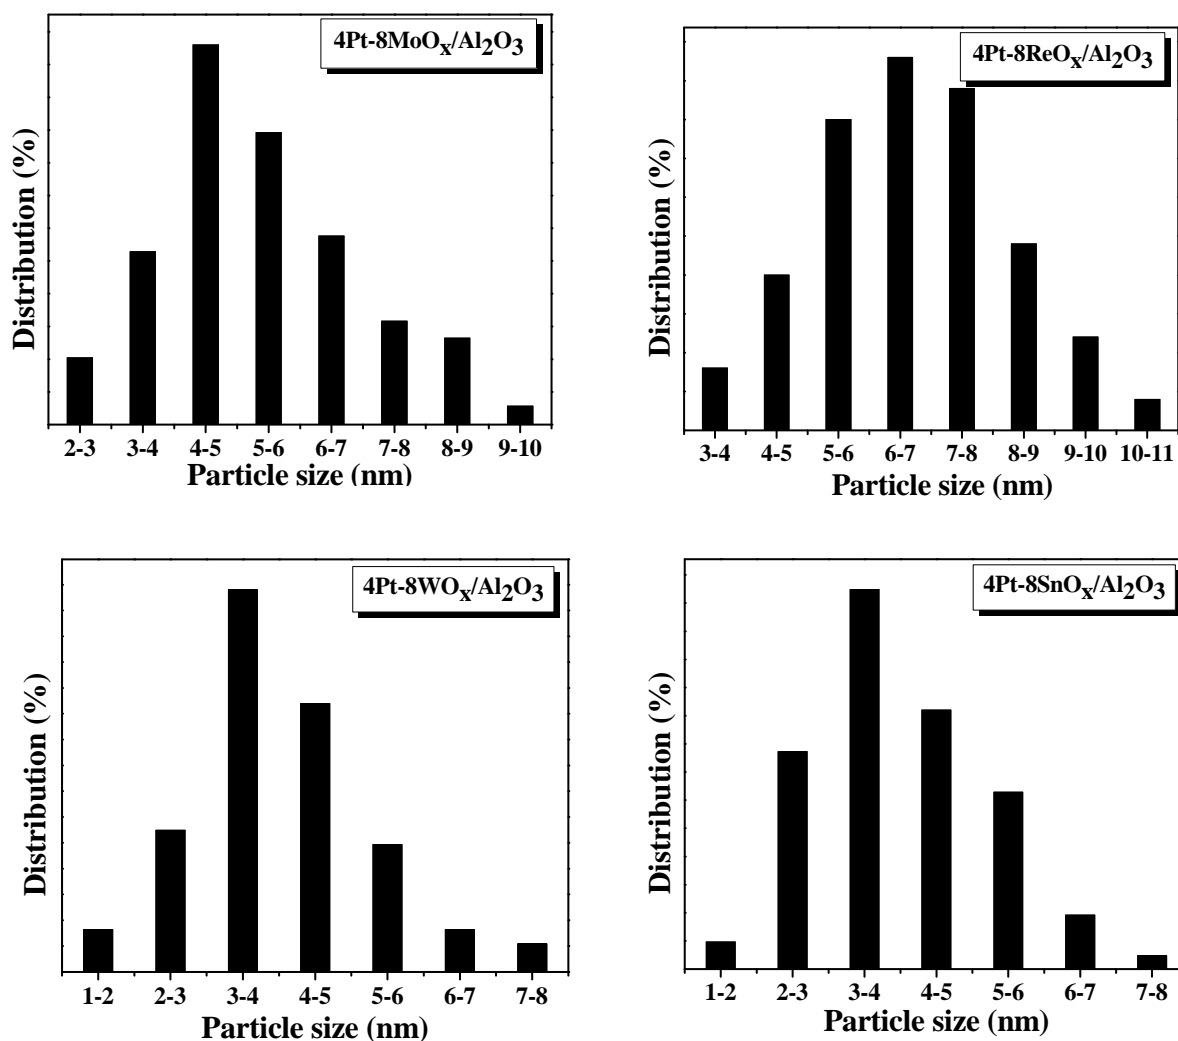 4Pt-8MoOx/Al2O3
Distribution (%)
2-3 3-4 4-5 5-6 6-7 7-8 8-9 9-10
Particle size (nm)
4Pt-8ReOx/Al2O3
Distribution (%)
3-4 4-5 5-6 6-7 7-8 8-9 9-10 10-11
Particle size (nm)
4Pt-8WOx/Al2O3
Distribution (%)
1-2 2-3 3-4 4-5 5-6 6-7 7-8
Particle size (nm)
4Pt-8SnOx/Al2O3
Distribution (%)
1-2 2-3 3-4 4-5 5-6 6-7 7-8
Particle size (nm)